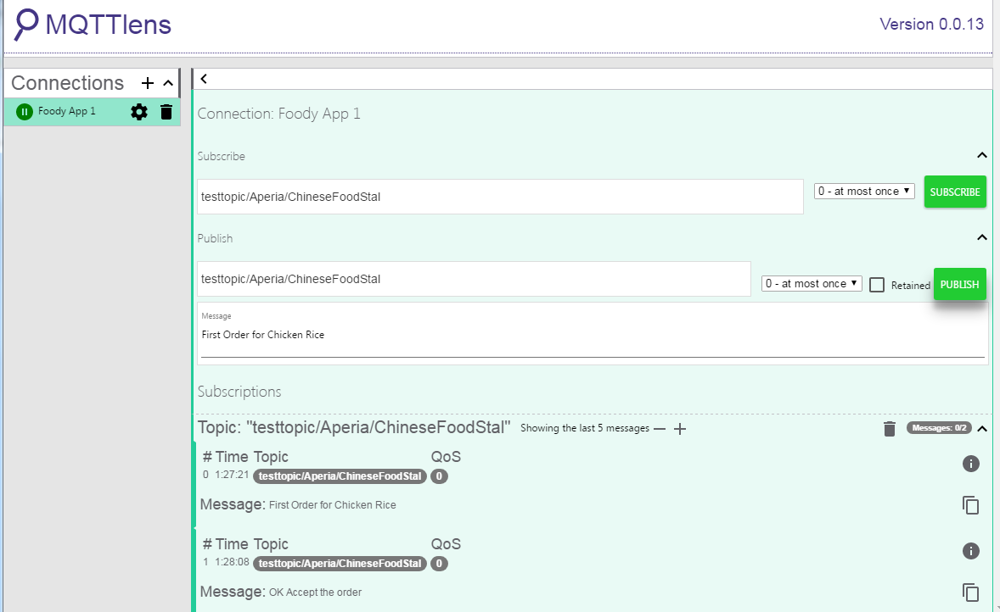 MQTTlens
Version 0.0.13
Connections
Foody App 1
Connection: Foody App 1
Subscribe
testtopic/Aperia/ChineseFoodStal
0 - at most once
SUBSCRIBE
Publish
testtopic/Aperia/ChineseFoodStal
0 - at most once
Retained
PUBLISH
Message
First Order for Chicken Rice
Subscriptions
Topic: "testtopic/Aperia/ChineseFoodStal" Showing the last 5 messages
Messages: 0/2
# Time Topic QoS
0 1:27:21 testtopic/Aperia/ChineseFoodStal 0
Message: First Order for Chicken Rice
# Time Topic QoS
1 1:28:08 testtopic/Aperia/ChineseFoodStal 0
Message: OK Accept the order